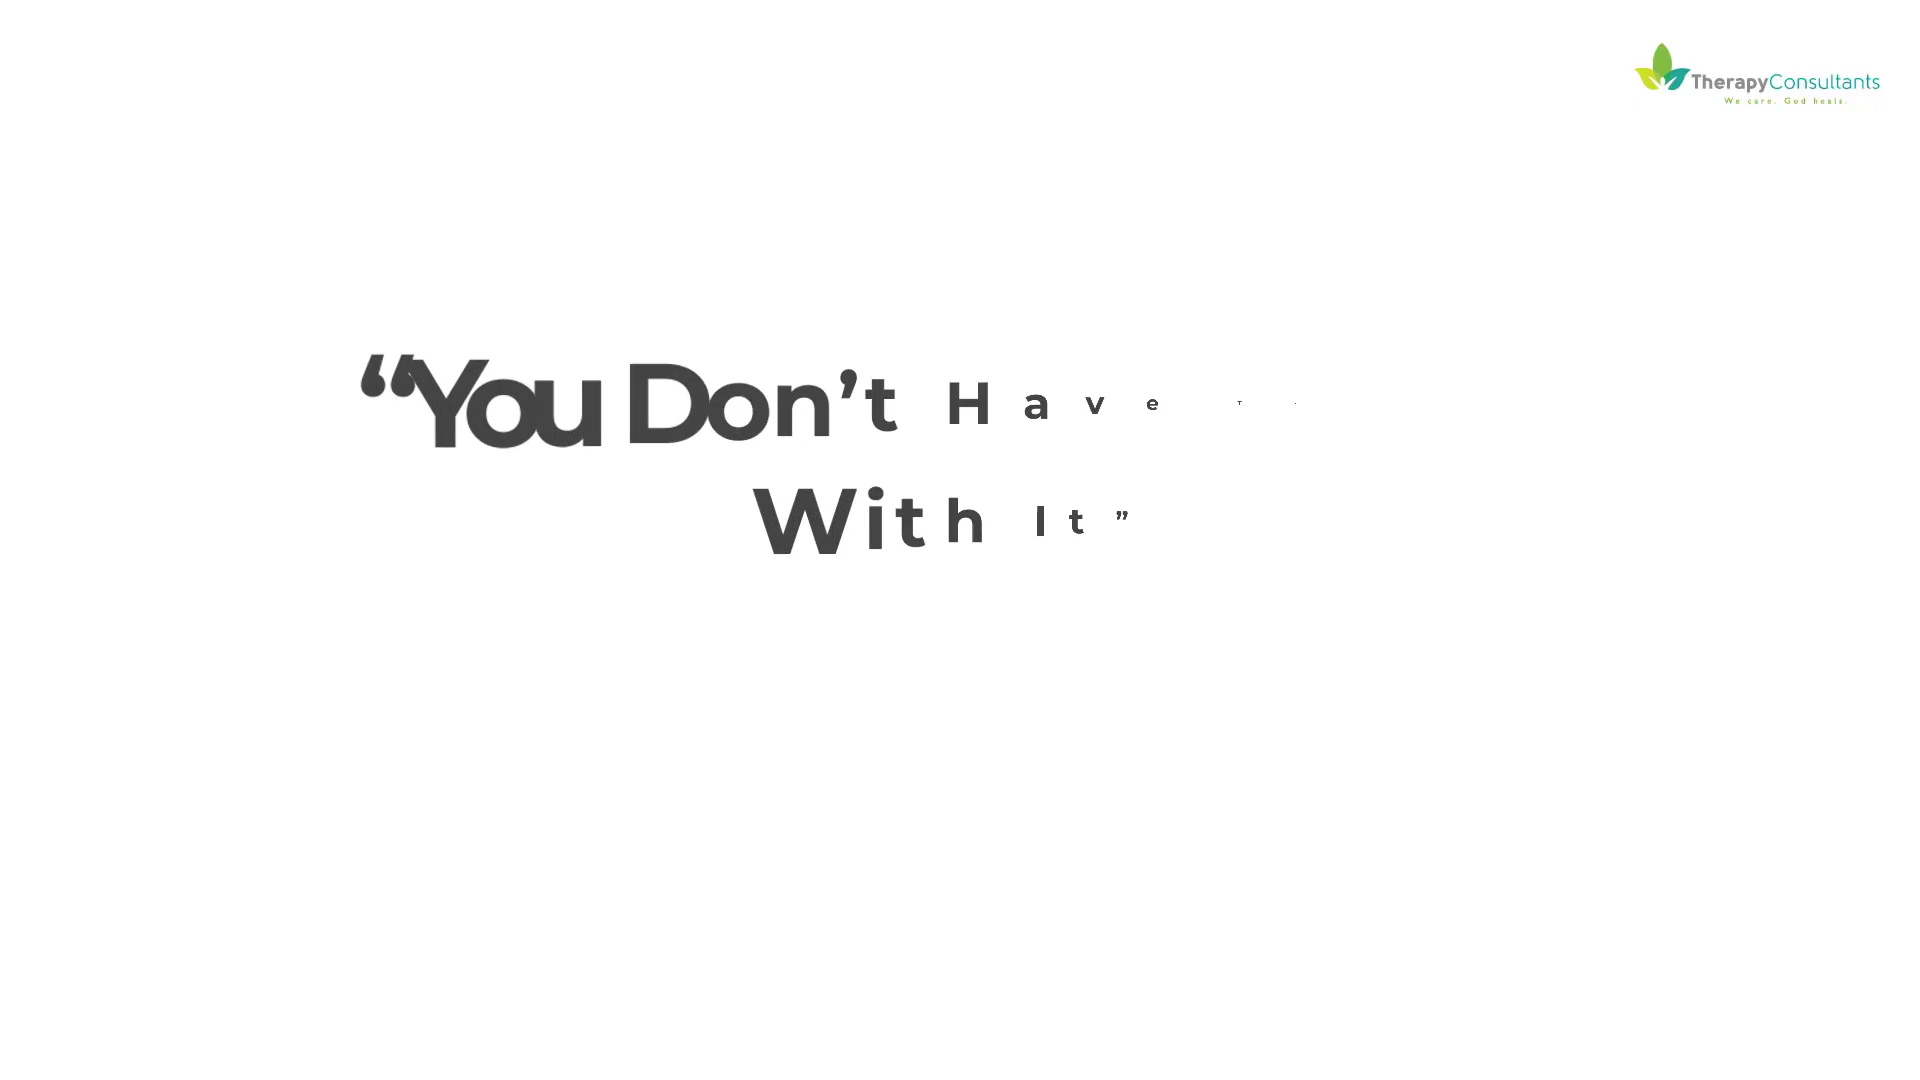 TherapyConsultants
We care. God heals.
“You Don’t Have T
With It”